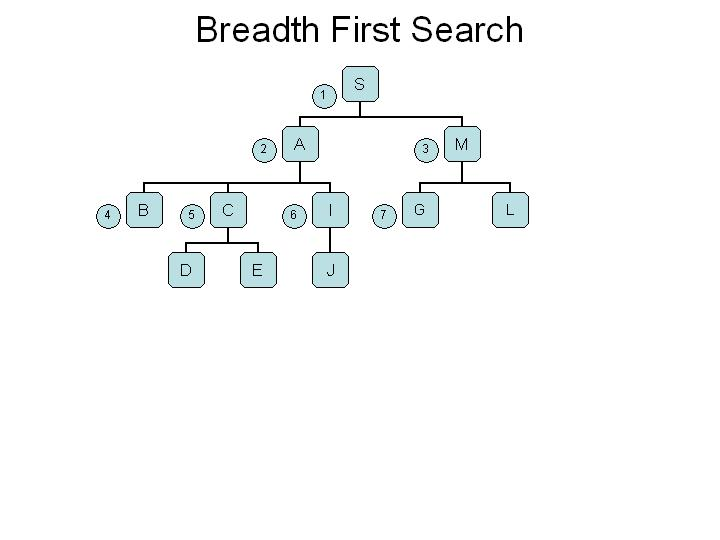 Breadth First Search
1 S
2 A 3 M
4 B 5 C 6 I 7 G L
D E J